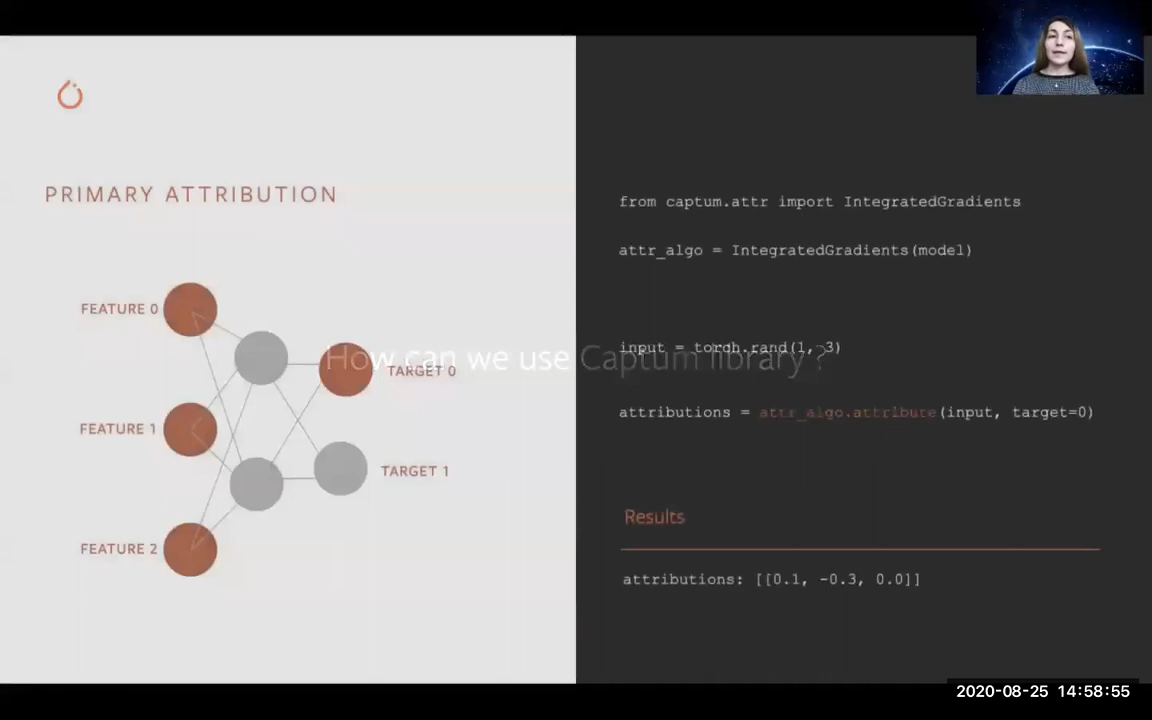 PRIMARY ATTRIBUTION
FEATURE 0
FEATURE 1
FEATURE 2
TARGET 0
TARGET 1
How can we use Captum library ?
from captum.attr import IntegratedGradients
attr_algo = IntegratedGradients(model)
input = torch.rand(1, 3)
attributions = attr_algo.attribute(input, target=0)
Results
attributions: [[0.1, -0.3, 0.0]]
2020-08-25 14:58:55